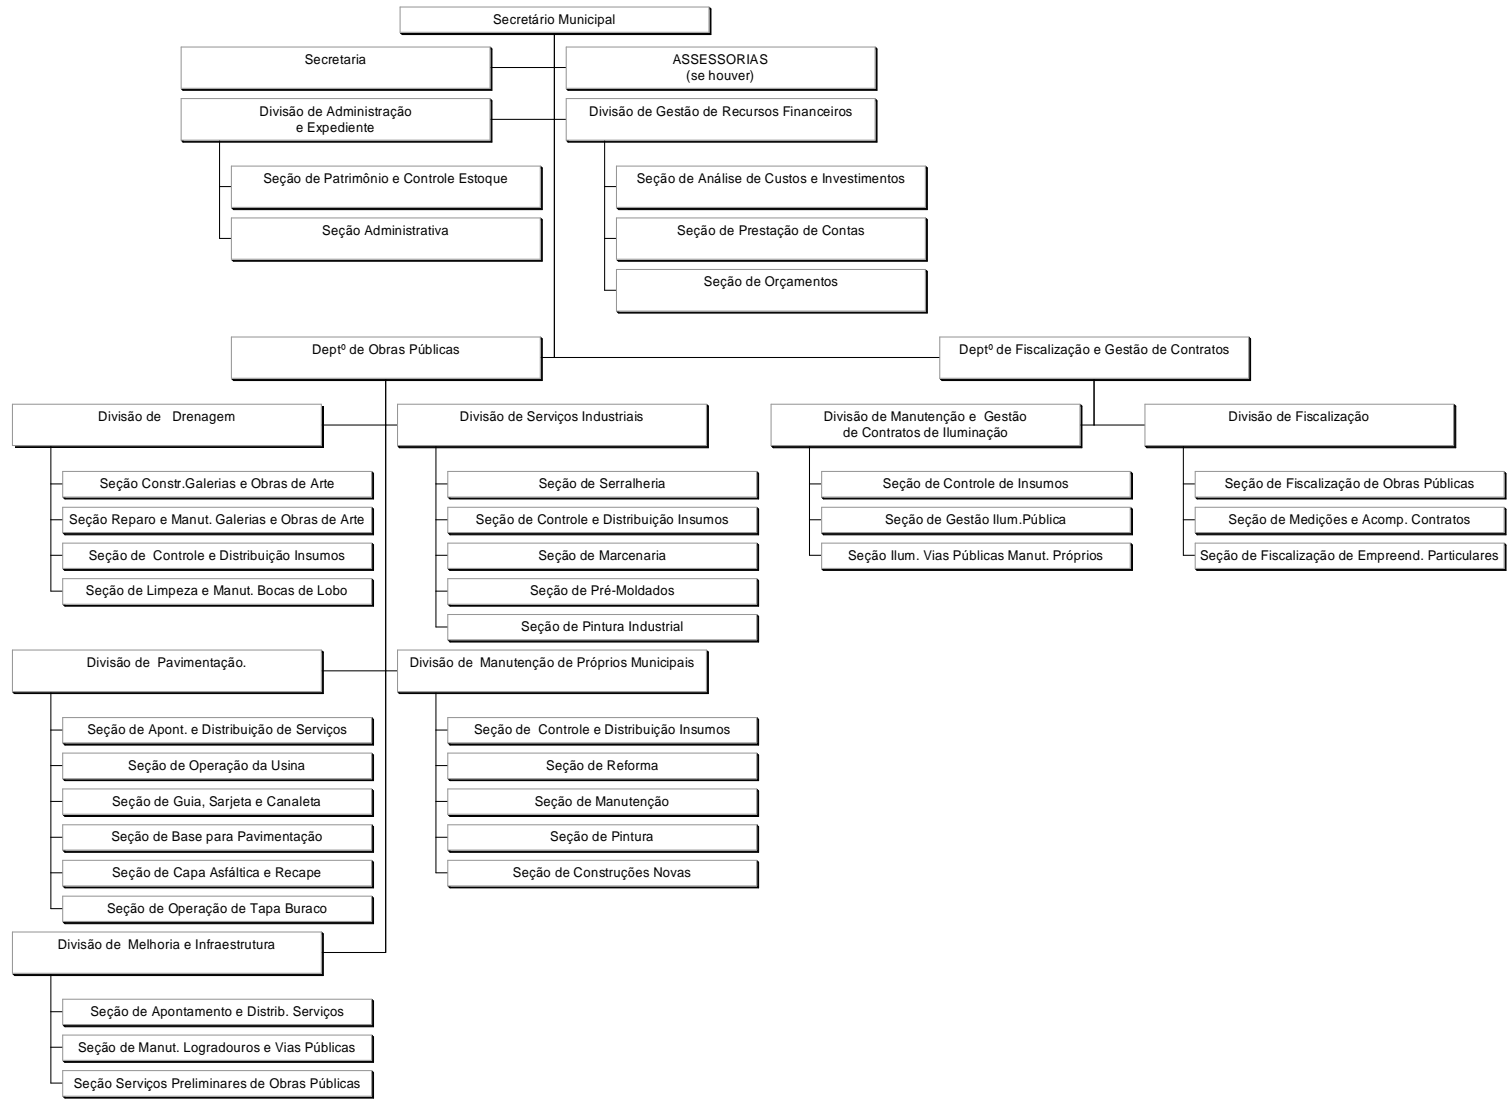 Secretário Municipal
Secretaria
ASSESSORIAS
(se houver)
Divisão de Administração
e Expediente
Divisão de Gestão de Recursos Financeiros
Seção de Patrimônio e Controle Estoque
Seção Administrativa
Seção de Análise de Custos e Investimentos
Seção de Prestação de Contas
Seção de Orçamentos
Deptº de Obras Públicas
Deptº de Fiscalização e Gestão de Contratos
Divisão de Drenagem
Seção Constr.Galerias e Obras de Arte
Seção Reparo e Manut. Galerias e Obras de Arte
Seção de Controle e Distribuição Insumos
Seção de Limpeza e Manut. Bocas de Lobo
Divisão de Serviços Industriais
Seção de Serralheria
Seção de Controle e Distribuição Insumos
Seção de Marcenaria
Seção de Pré-Moldados
Seção de Pintura Industrial
Divisão de Manutenção e Gestão
de Contratos de Iluminação
Seção de Controle de Insumos
Seção de Gestão Ilum.Pública
Seção Ilum. Vias Públicas Manut. Próprios
Divisão de Fiscalização
Seção de Fiscalização de Obras Públicas
Seção de Medições e Acomp. Contratos
Seção de Fiscalização de Empreend. Particulares
Divisão de Pavimentação.
Seção de Apont. e Distribuição de Serviços
Seção de Operação da Usina
Seção de Guia, Sarjeta e Canaleta
Seção de Base para Pavimentação
Seção de Capa Asfáltica e Recape
Seção de Operação de Tapa Buraco
Divisão de Manutenção de Próprios Municipais
Seção de Controle e Distribuição Insumos
Seção de Reforma
Seção de Manutenção
Seção de Pintura
Seção de Construções Novas
Divisão de Melhoria e Infraestrutura
Seção de Apontamento e Distrib. Serviços
Seção de Manut. Logradouros e Vias Públicas
Seção Serviços Preliminares de Obras Públicas